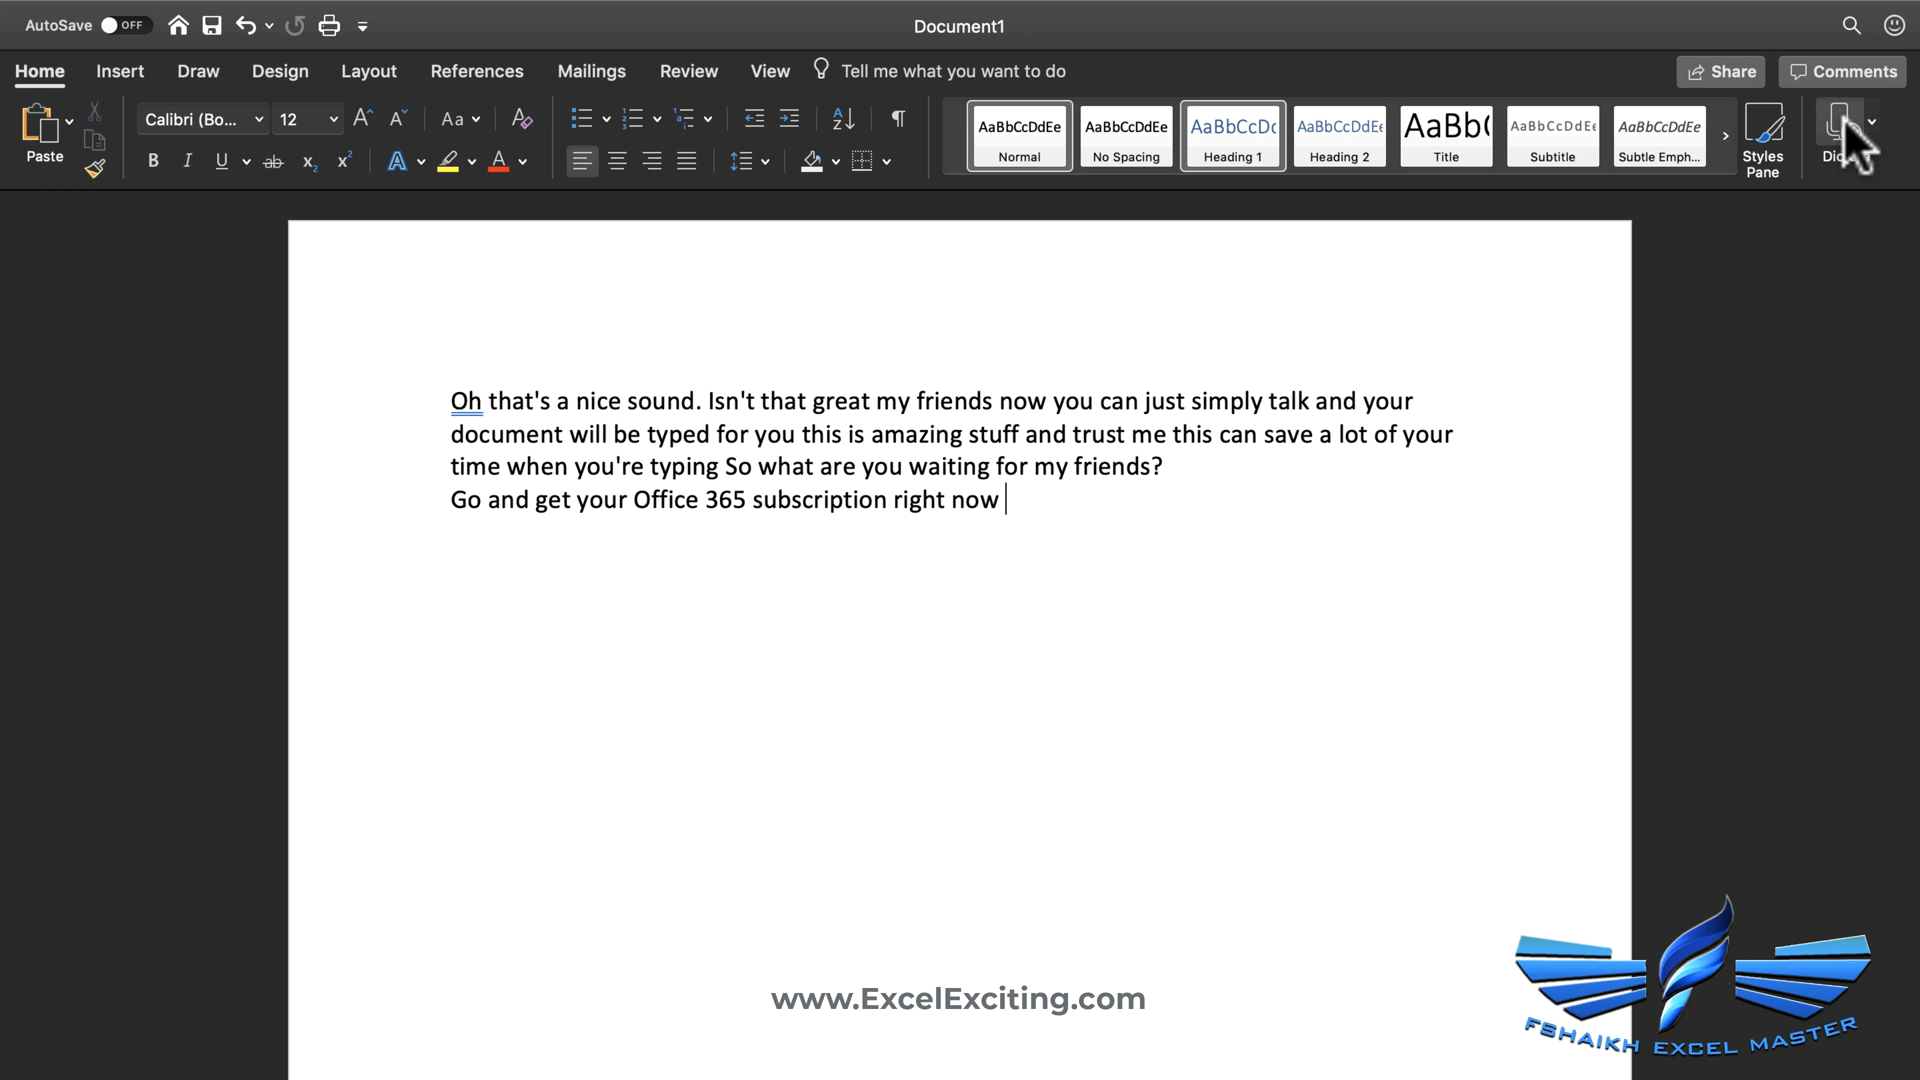 AutoSave OFF
Document1
Home Insert Draw Design Layout References Mailings Review View Tell me what you want to do Share Comments
Paste
Calibri (Bo... 12
Aa
AaBbCcDdEe Normal
AaBbCcDdEe No Spacing
AaBbCcDc Heading 1
AaBbCcDdEe Heading 2
AaBb( Title
AaBbCcDdEe Subtitle
AaBbCcDdEe Subtle Emph...
Styles
Pane
B I U ab x₂ x² A A
Oh that's a nice sound. Isn't that great my friends now you can just simply talk and your
document will be typed for you this is amazing stuff and trust me this can save a lot of your
time when you're typing So what are you waiting for my friends?
Go and get your Office 365 subscription right now
www.ExcelExciting.com
FSHAIKH EXCEL MASTER